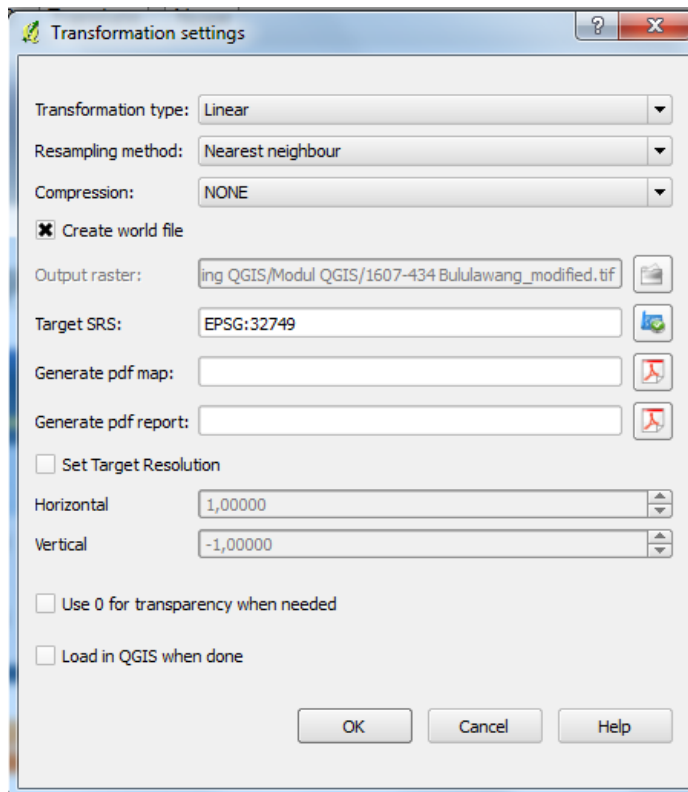 Transformation settings
Transformation type: Linear
Resampling method: Nearest neighbour
Compression: NONE
Create world file
Output raster: ing QGIS/Modul QGIS/1607-434 Bululawang_modified.tif
Target SRS: EPSG:32749
Generate pdf map:
Generate pdf report:
Set Target Resolution
Horizontal 1,00000
Vertical -1,00000
Use 0 for transparency when needed
Load in QGIS when done
OK Cancel Help